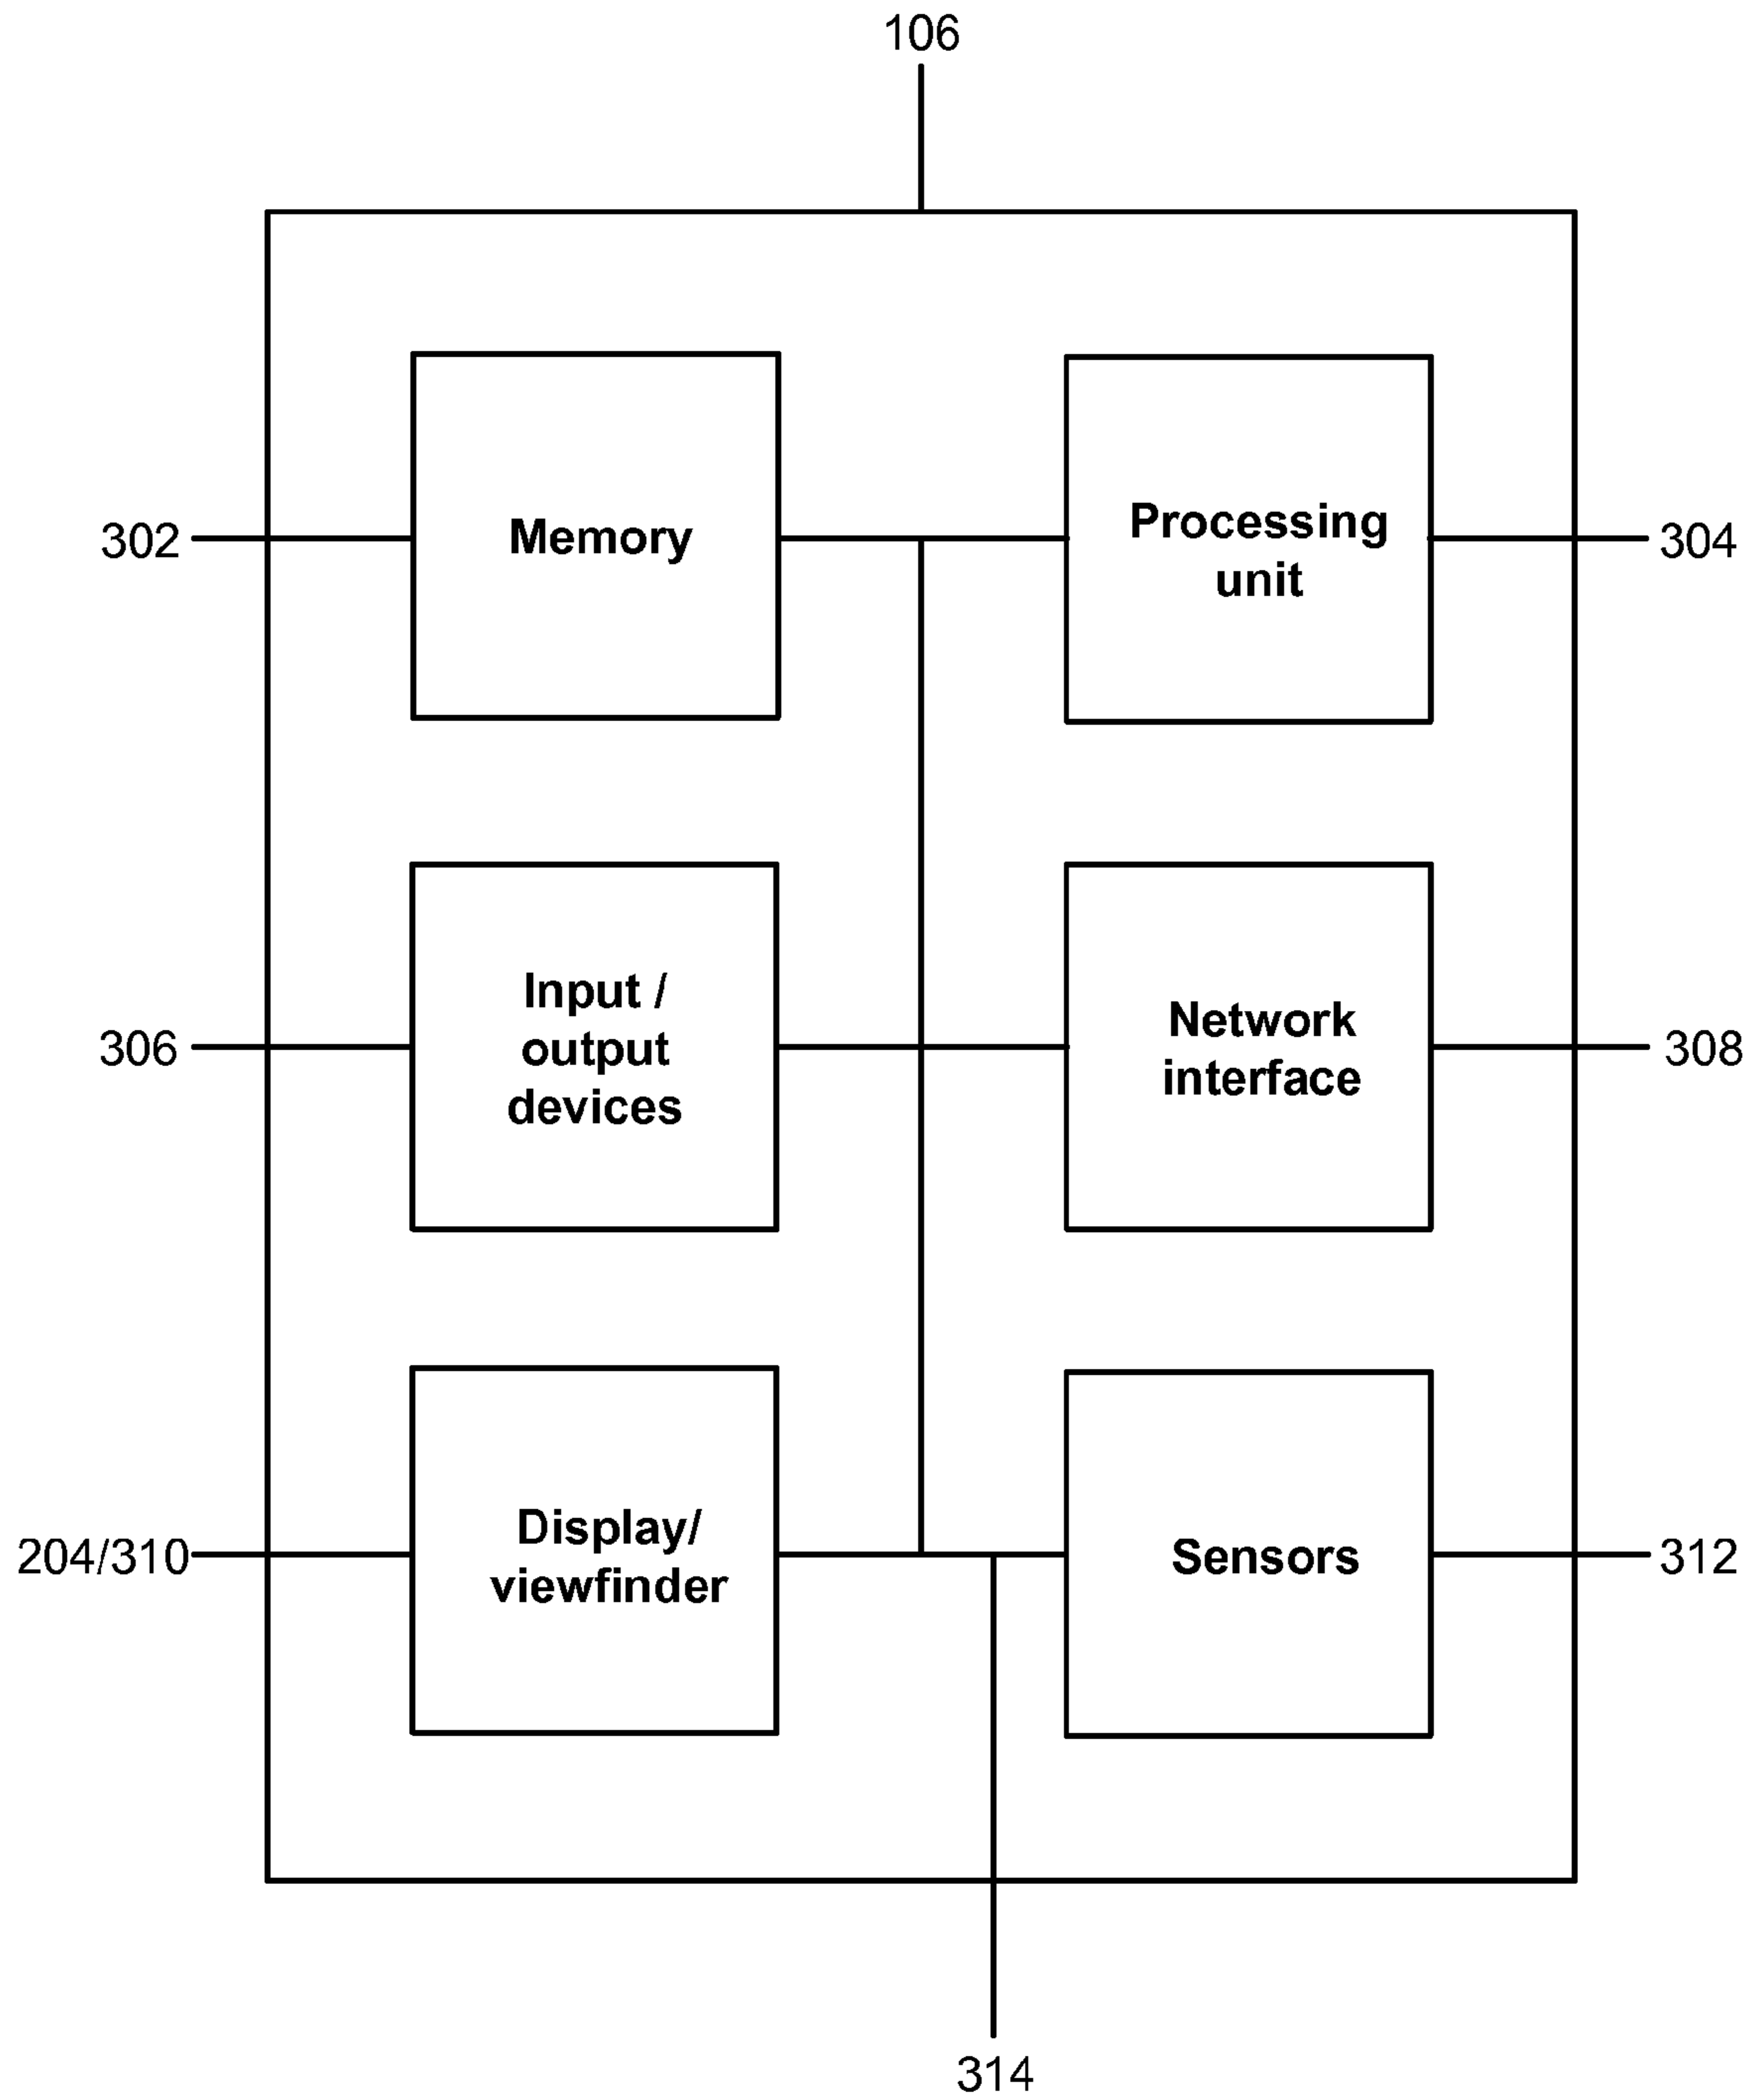 106
302
Memory
Processing
unit
304
306
Input /
output
devices
Network
interface
308
204/310
Display/
viewfinder
Sensors
312
314